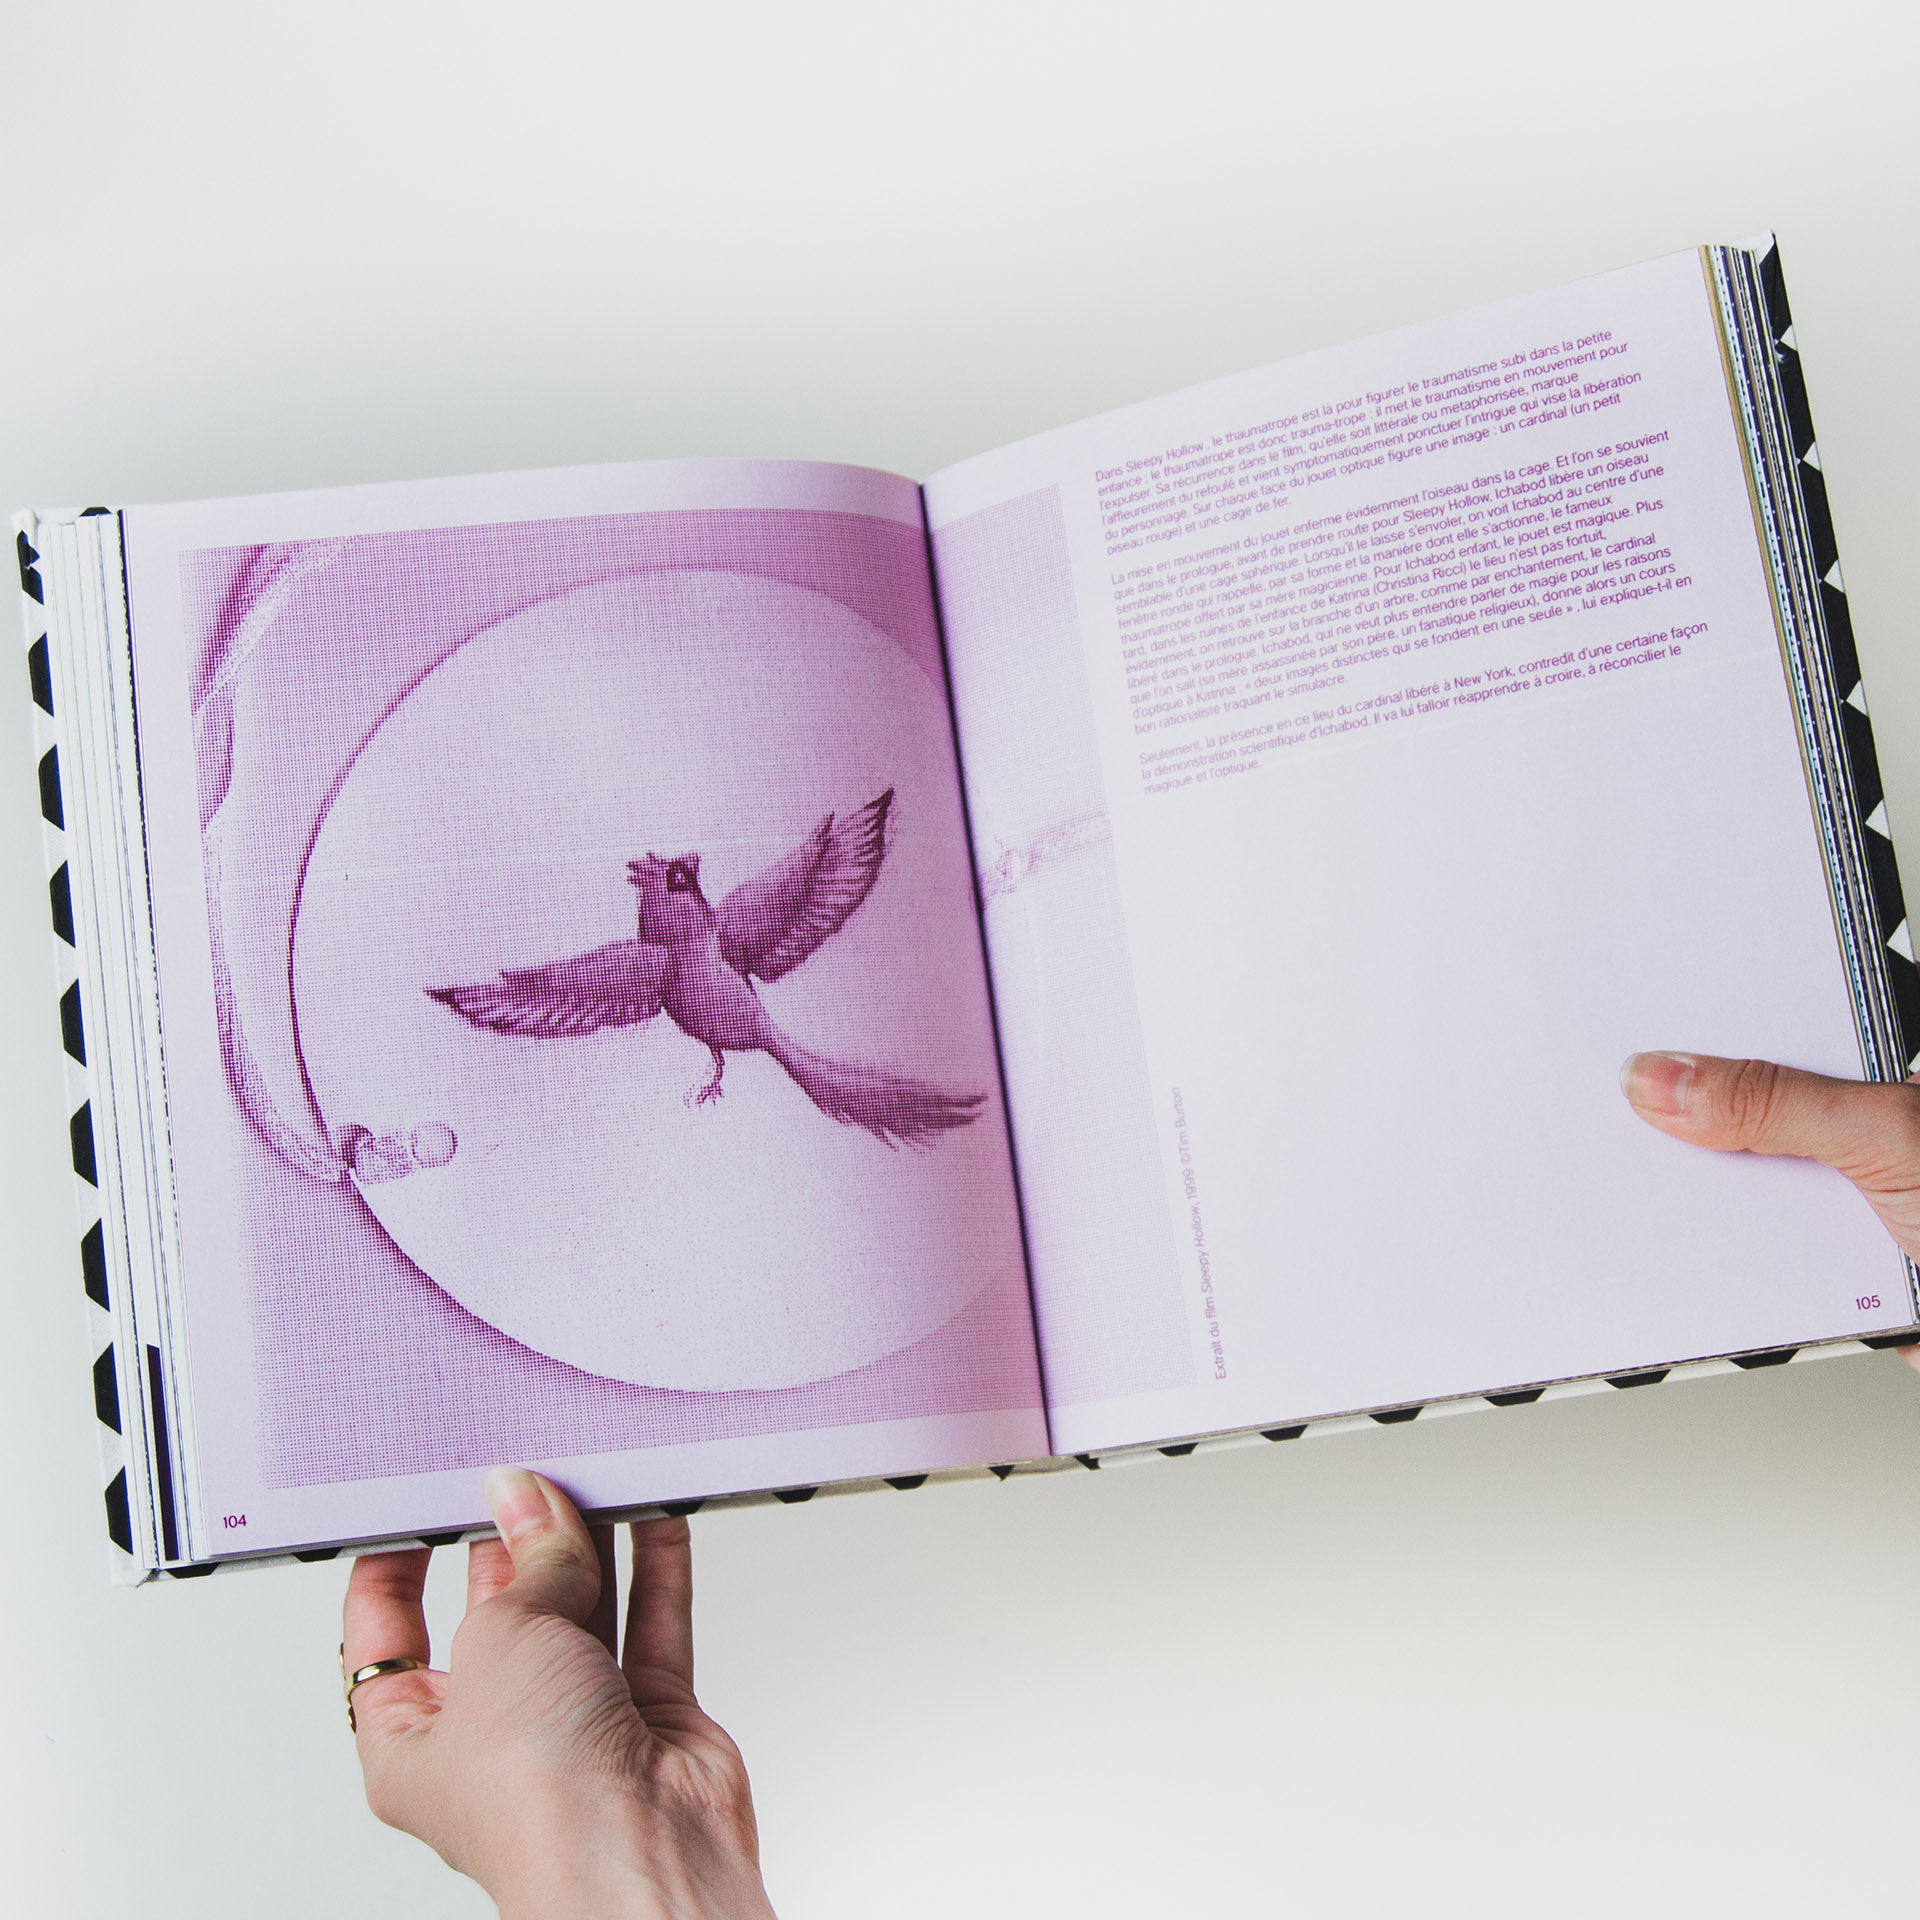 Dans Sleepy Hollow , le thaumatrope est là pour figurer le traumatisme subi dans la petite
enfance ; le thaumatrope est donc trauma-trope : il met le traumatisme en mouvement pour
l'expulser. Sa récurrence dans le film, qu'elle soit littérale ou metaphorisée, marque
l'affleurement du refoulé et vient symptomatiquement ponctuer l'intrigue qui vise la libération
du personnage. Sur chaque face du jouet optique figure une image : un cardinal (un petit
oiseau rouge) et une cage de fer.
La mise en mouvement du jouet enferme évidemment l'oiseau dans la cage. Et l'on se souvient
que dans le prologue, avant de prendre route pour Sleepy Hollow, Ichabod libère un oiseau
semblable d'une cage sphérique. Lorsqu'il le laisse s'envoler, on voit Ichabod au centre d'une
fenêtre ronde qui rappelle, par sa forme et la manière dont elle s'actionne, le fameux
thaumatrope offert par sa mère magicienne. Pour Ichabod enfant, le jouet est magique. Plus
tard, dans les ruines de l'enfance de Katrina (Christina Ricci) le lieu n'est pas fortuit,
évidemment, on retrouve sur la branche d'un arbre, comme par enchantement, le cardinal
libéré dans le prologue. Ichabod, qui ne veut plus entendre parler de magie pour les raisons
que l'on sait (sa mère assassinée par son père, un fanatique religieux), donne alors un cours
d'optique à Katrina : « deux images distinctes qui se fondent en une seule » , lui explique-t-il en
bon rationaliste traquant le simulacre.
Seulement, la présence en ce lieu du cardinal libéré à New York, contredit d'une certaine façon
la démonstration scientifique d'Ichabod. Il va lui falloir réapprendre à croire, à réconcilier le
magique et l'optique.
Extrait du film Sleepy Hollow, 1999 ©Tim Burton
104
105